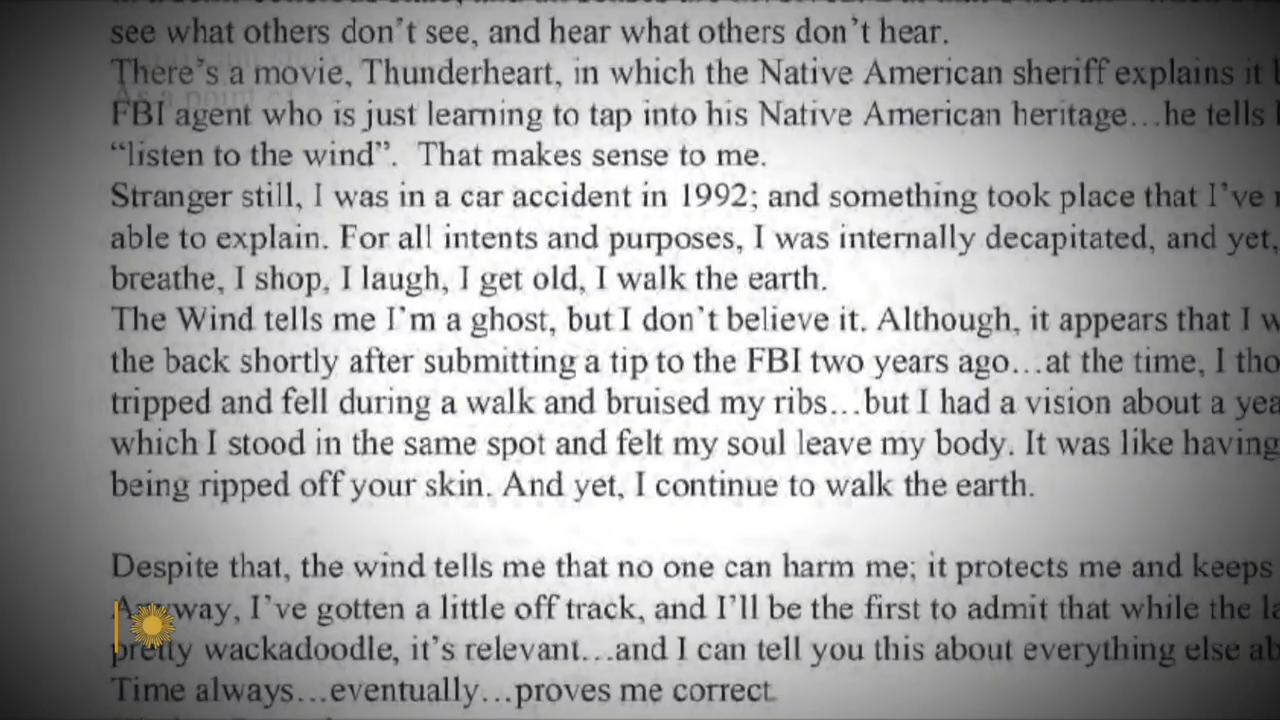 see what others don't see, and hear what others don't hear.
There's a movie, Thunderheart, in which the Native American sheriff explains it
FBI agent who is just learning to tap into his Native American heritage…he tells
“listen to the wind”.  That makes sense to me.
Stranger still, I was in a car accident in 1992; and something took place that I've
able to explain. For all intents and purposes, I was internally decapitated, and yet,
breathe, I shop, I laugh, I get old, I walk the earth.
The Wind tells me I'm a ghost, but I don't believe it. Although, it appears that I w
the back shortly after submitting a tip to the FBI two years ago…at the time, I tho
tripped and fell during a walk and bruised my ribs…but I had a vision about a yea
which I stood in the same spot and felt my soul leave my body. It was like having
being ripped off your skin. And yet, I continue to walk the earth.
Despite that, the wind tells me that no one can harm me; it protects me and keeps
Anyway, I've gotten a little off track, and I'll be the first to admit that while the la
pretty wackadoodle, it's relevant…and I can tell you this about everything else ab
Time always…eventually…proves me correct.